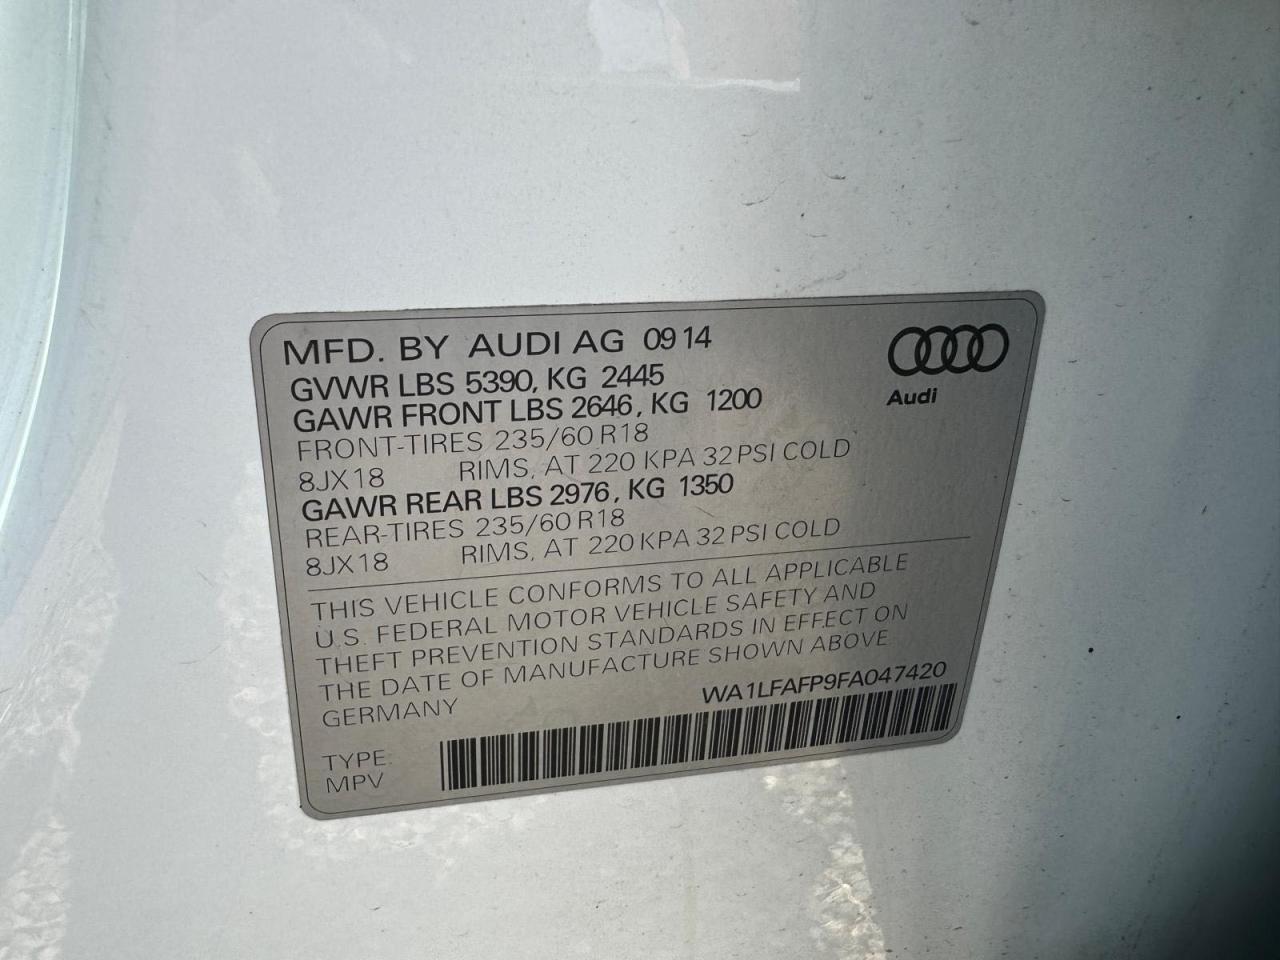 MFD. BY AUDI AG 09 14
GVWR LBS 5390, KG 2445
GAWR FRONT LBS 2646, KG 1200
FRONT-TIRES 235/60 R18
8JX18 RIMS, AT 220 KPA 32 PSI COLD
GAWR REAR LBS 2976, KG 1350
REAR-TIRES 235/60 R18
8JX18 RIMS, AT 220 KPA 32 PSI COLD
Audi
THIS VEHICLE CONFORMS TO ALL APPLICABLE
U.S. FEDERAL MOTOR VEHICLE SAFETY AND
THEFT PREVENTION STANDARDS IN EFFECT ON
THE DATE OF MANUFACTURE SHOWN ABOVE
GERMANY
WA1LFAFP9FA047420
TYPE:
MPV